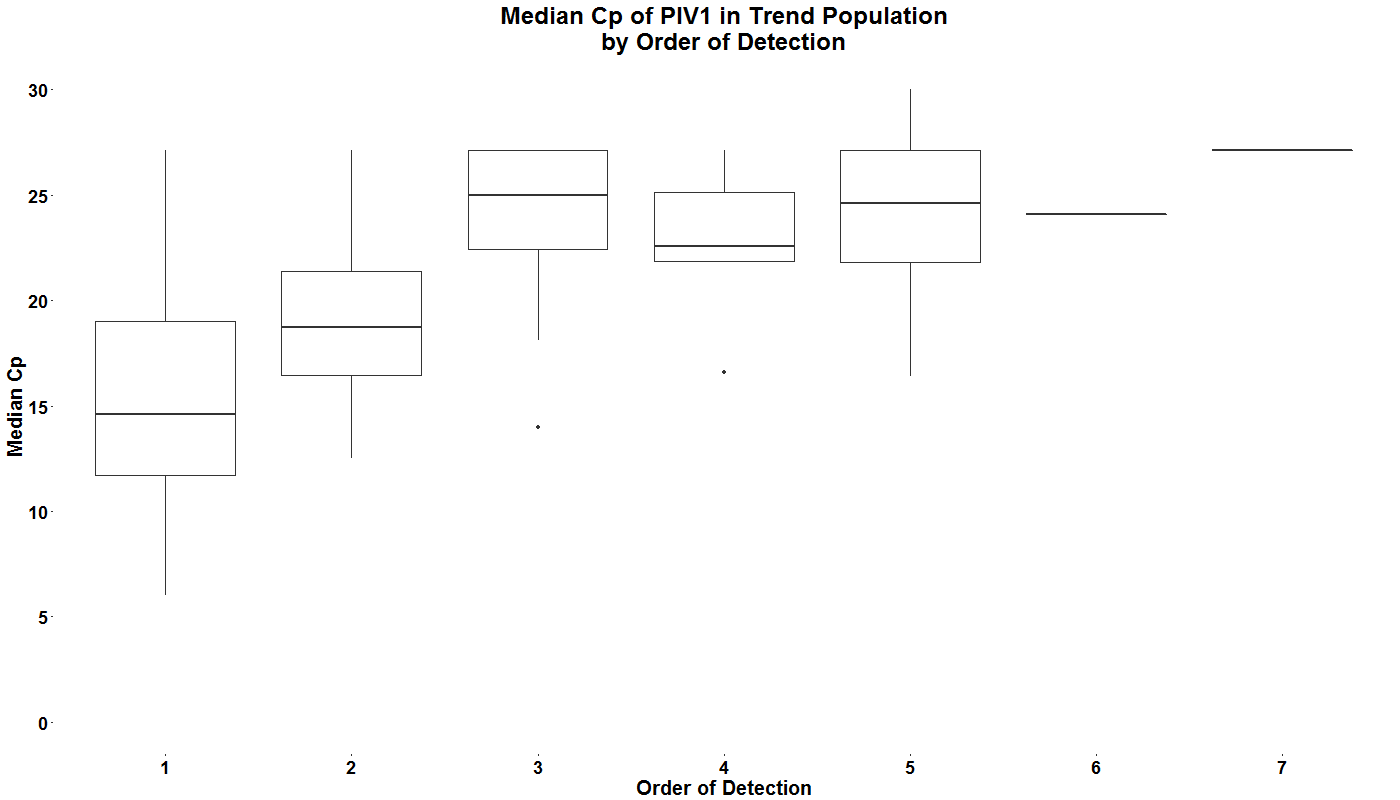 Median Cp of PIV1 in Trend Population
by Order of Detection
Median Cp
30
25
20
15
10
5
0
1 2 3 4 5 6 7
Order of Detection